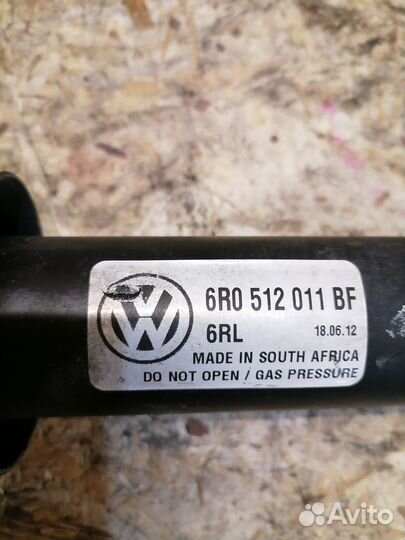 6R0 512 011 BF
6RL 18.06.12
MADE IN SOUTH AFRICA
DO NOT OPEN / GAS PRESSURE
Avito